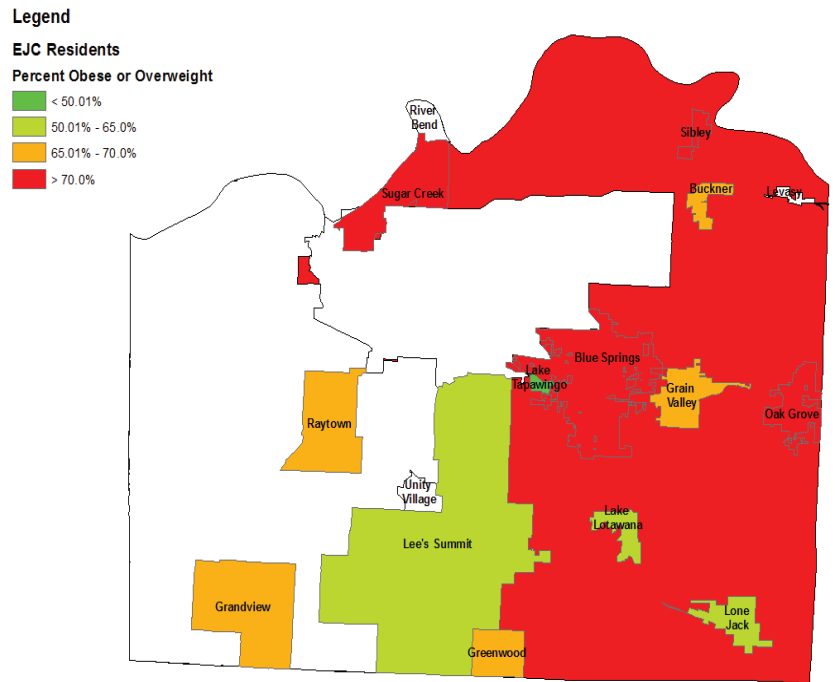 Legend
EJC Residents
Percent Obese or Overweight
< 50.01%
50.01% - 65.0%
65.01% - 70.0%
> 70.0%
River
Bend
Sibley
Sugar Creek
Buckner
Levasy
Blue Springs
Lake
Tapawingo
Grain
Valley
Oak Grove
Raytown
Unity
Village
Lake
Lotawana
Lee's Summit
Grandview
Lone
Jack
Greenwood